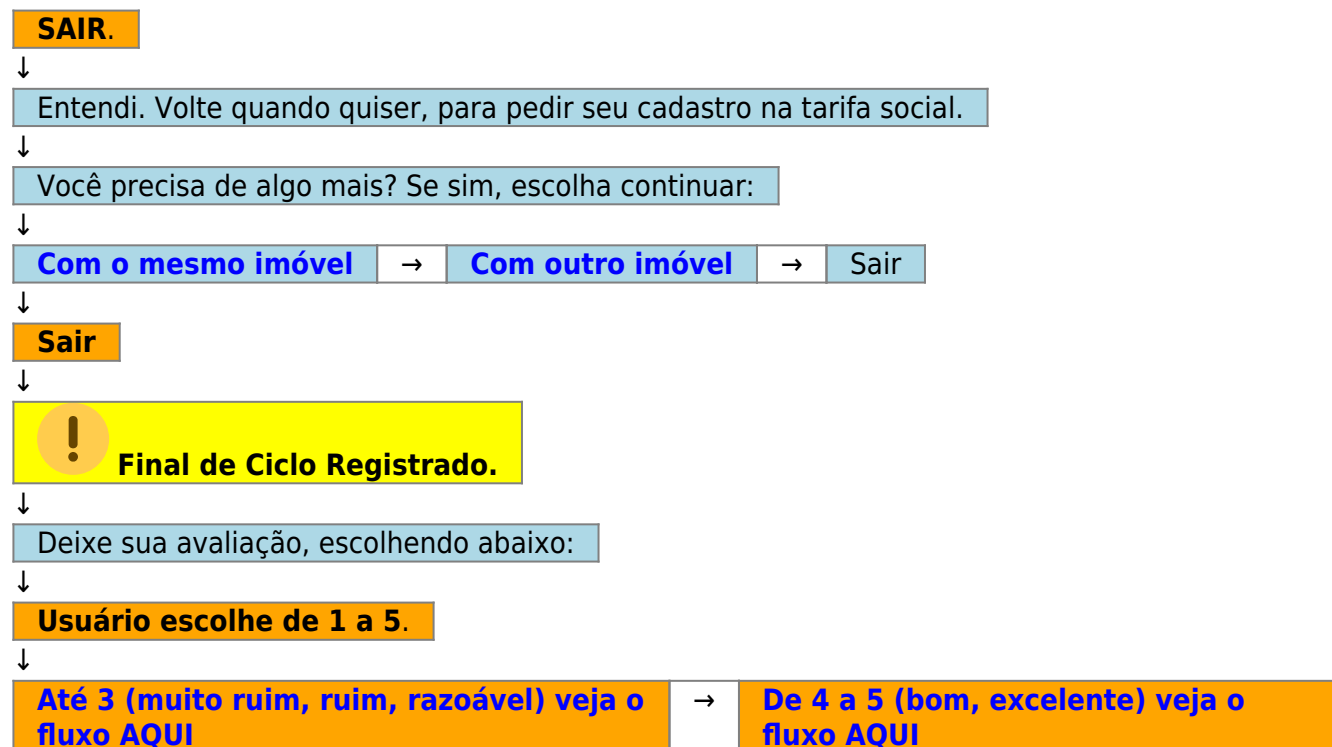 SAIR.
↓
Entendi. Volte quando quiser, para pedir seu cadastro na tarifa social.
↓
Você precisa de algo mais? Se sim, escolha continuar:
↓
Com o mesmo imóvel → Com outro imóvel → Sair
↓
Sair
↓
! Final de Ciclo Registrado.
↓
Deixe sua avaliação, escolhendo abaixo:
↓
Usuário escolhe de 1 a 5.
↓
Até 3 (muito ruim, ruim, razoável) veja o → De 4 a 5 (bom, excelente) veja o
fluxo AQUI fluxo AQUI